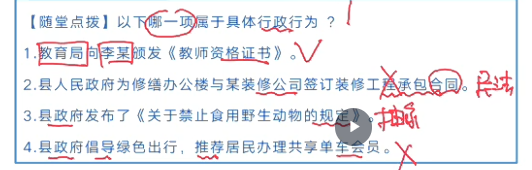 【随堂点拨】以下哪一项属于具体行政行为 ？
1.教育局向李某颁发《教师资格证书》。
2.县人民政府为修缮办公楼与某装修公司签订装修工程承包合同。民法
3.县政府发布了《关于禁止食用野生动物的规定》。抽象
4.县政府倡导绿色出行，推荐居民办理共享单车会员。